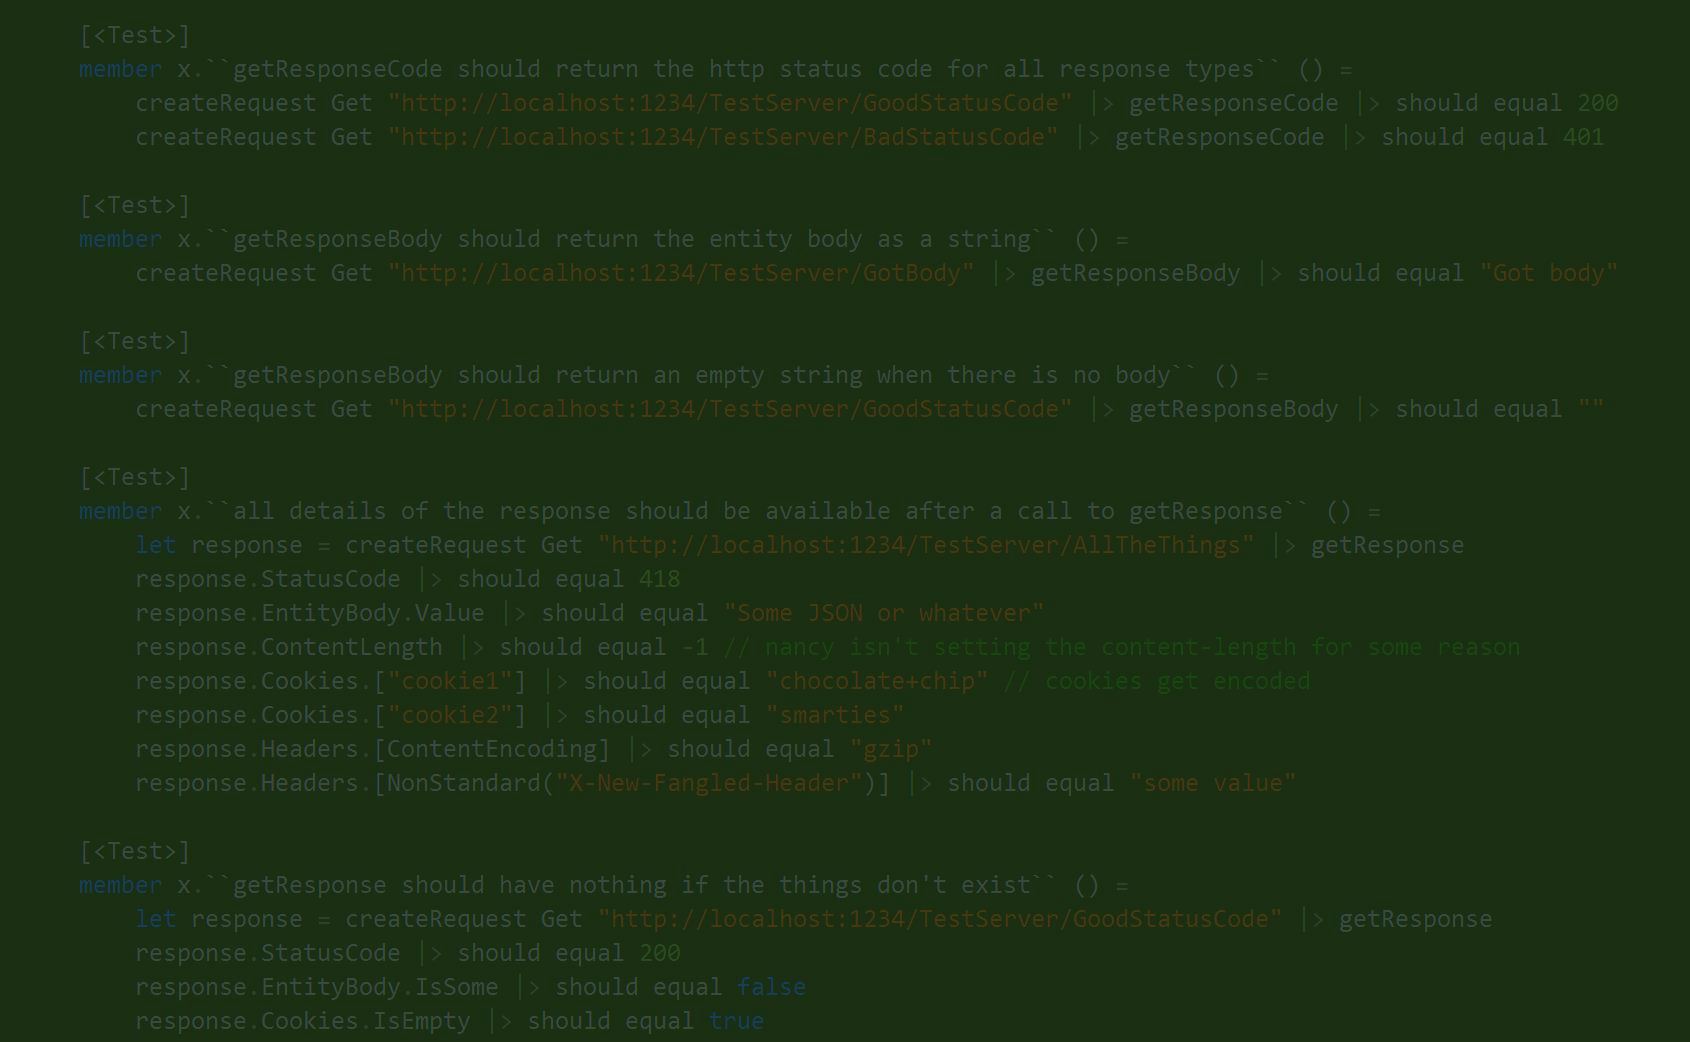 [<Test>]
member x.``getResponseCode should return the http status code for all response types`` () =
    createRequest Get "http://localhost:1234/TestServer/GoodStatusCode" |> getResponseCode |> should equal 200
    createRequest Get "http://localhost:1234/TestServer/BadStatusCode" |> getResponseCode |> should equal 401

[<Test>]
member x.``getResponseBody should return the entity body as a string`` () =
    createRequest Get "http://localhost:1234/TestServer/GotBody" |> getResponseBody |> should equal "Got body"

[<Test>]
member x.``getResponseBody should return an empty string when there is no body`` () =
    createRequest Get "http://localhost:1234/TestServer/GoodStatusCode" |> getResponseBody |> should equal ""

[<Test>]
member x.``all details of the response should be available after a call to getResponse`` () =
    let response = createRequest Get "http://localhost:1234/TestServer/AllTheThings" |> getResponse
    response.StatusCode |> should equal 418
    response.EntityBody.Value |> should equal "Some JSON or whatever"
    response.ContentLength |> should equal -1 // nancy isn't setting the content-length for some reason
    response.Cookies.["cookie1"] |> should equal "chocolate+chip" // cookies get encoded
    response.Cookies.["cookie2"] |> should equal "smarties"
    response.Headers.[ContentEncoding] |> should equal "gzip"
    response.Headers.[NonStandard("X-New-Fangled-Header")] |> should equal "some value"

[<Test>]
member x.``getResponse should have nothing if the things don't exist`` () =
    let response = createRequest Get "http://localhost:1234/TestServer/GoodStatusCode" |> getResponse
    response.StatusCode |> should equal 200
    response.EntityBody.IsSome |> should equal false
    response.Cookies.IsEmpty |> should equal true